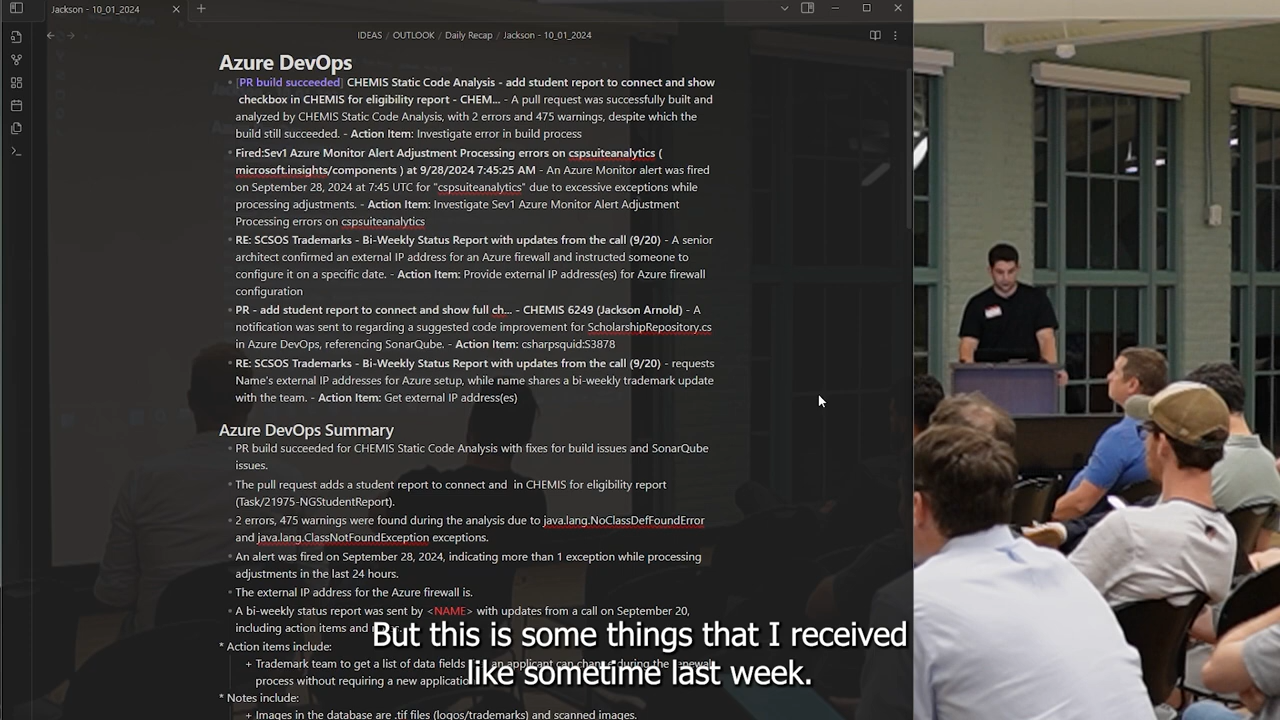 Jackson - 10_01_2024
IDEAS / OUTLOOK / Daily Recap / Jackson - 10_01_2024
Azure DevOps
[PR build succeeded] CHEMIS Static Code Analysis - add student report to connect and show
checkbox in CHEMIS for eligibility report - CHEM... - A pull request was successfully built and
analyzed by CHEMIS Static Code Analysis, with 2 errors and 475 warnings, despite which the
build still succeeded. - Action Item: Investigate error in build process
Fired:Sev1 Azure Monitor Alert Adjustment Processing errors on cspsuiteanalytics (
microsoft.insights/components ) at 9/28/2024 7:45:25 AM - An Azure Monitor alert was fired
on September 28, 2024 at 7:45 UTC for "cspsuiteanalytics" due to excessive exceptions while
processing adjustments. - Action Item: Investigate Sev1 Azure Monitor Alert Adjustment
Processing errors on cspsuiteanalytics
RE: SCSOS Trademarks - Bi-Weekly Status Report with updates from the call (9/20) - A senior
architect confirmed an external IP address for an Azure firewall and instructed someone to
configure it on a specific date. - Action Item: Provide external IP address(es) for Azure firewall
configuration
PR - add student report to connect and show full ch... - CHEMIS 6249 (Jackson Arnold) - A
notification was sent to regarding a suggested code improvement for ScholarshipRepository.cs
in Azure DevOps, referencing SonarQube. - Action Item: csharpsquid:S3878
RE: SCSOS Trademarks - Bi-Weekly Status Report with updates from the call (9/20) - requests
Name's external IP addresses for Azure setup, while name shares a bi-weekly trademark update
with the team. - Action Item: Get external IP address(es)
Azure DevOps Summary
PR build succeeded for CHEMIS Static Code Analysis with fixes for build issues and SonarQube
issues.
The pull request adds a student report to connect and in CHEMIS for eligibility report
(Task/21975-NGStudentReport).
2 errors, 475 warnings were found during the analysis due to java.lang.NoClassDefFoundError
and java.lang.ClassNotFoundException exceptions.
An alert was fired on September 28, 2024, indicating more than 1 exception while processing
adjustments in the last 24 hours.
The external IP address for the Azure firewall is.
A bi-weekly status report was sent by <NAME> with updates from a call on September 20,
including action items and
* Action items include:
+ Trademark team to get a list of data fields an applicant can change during the renewal
process without requiring a new application
* Notes include:
+ Images in the database are .tif files (logos/trademarks) and scanned images.
But this is some things that I received
like sometime last week.